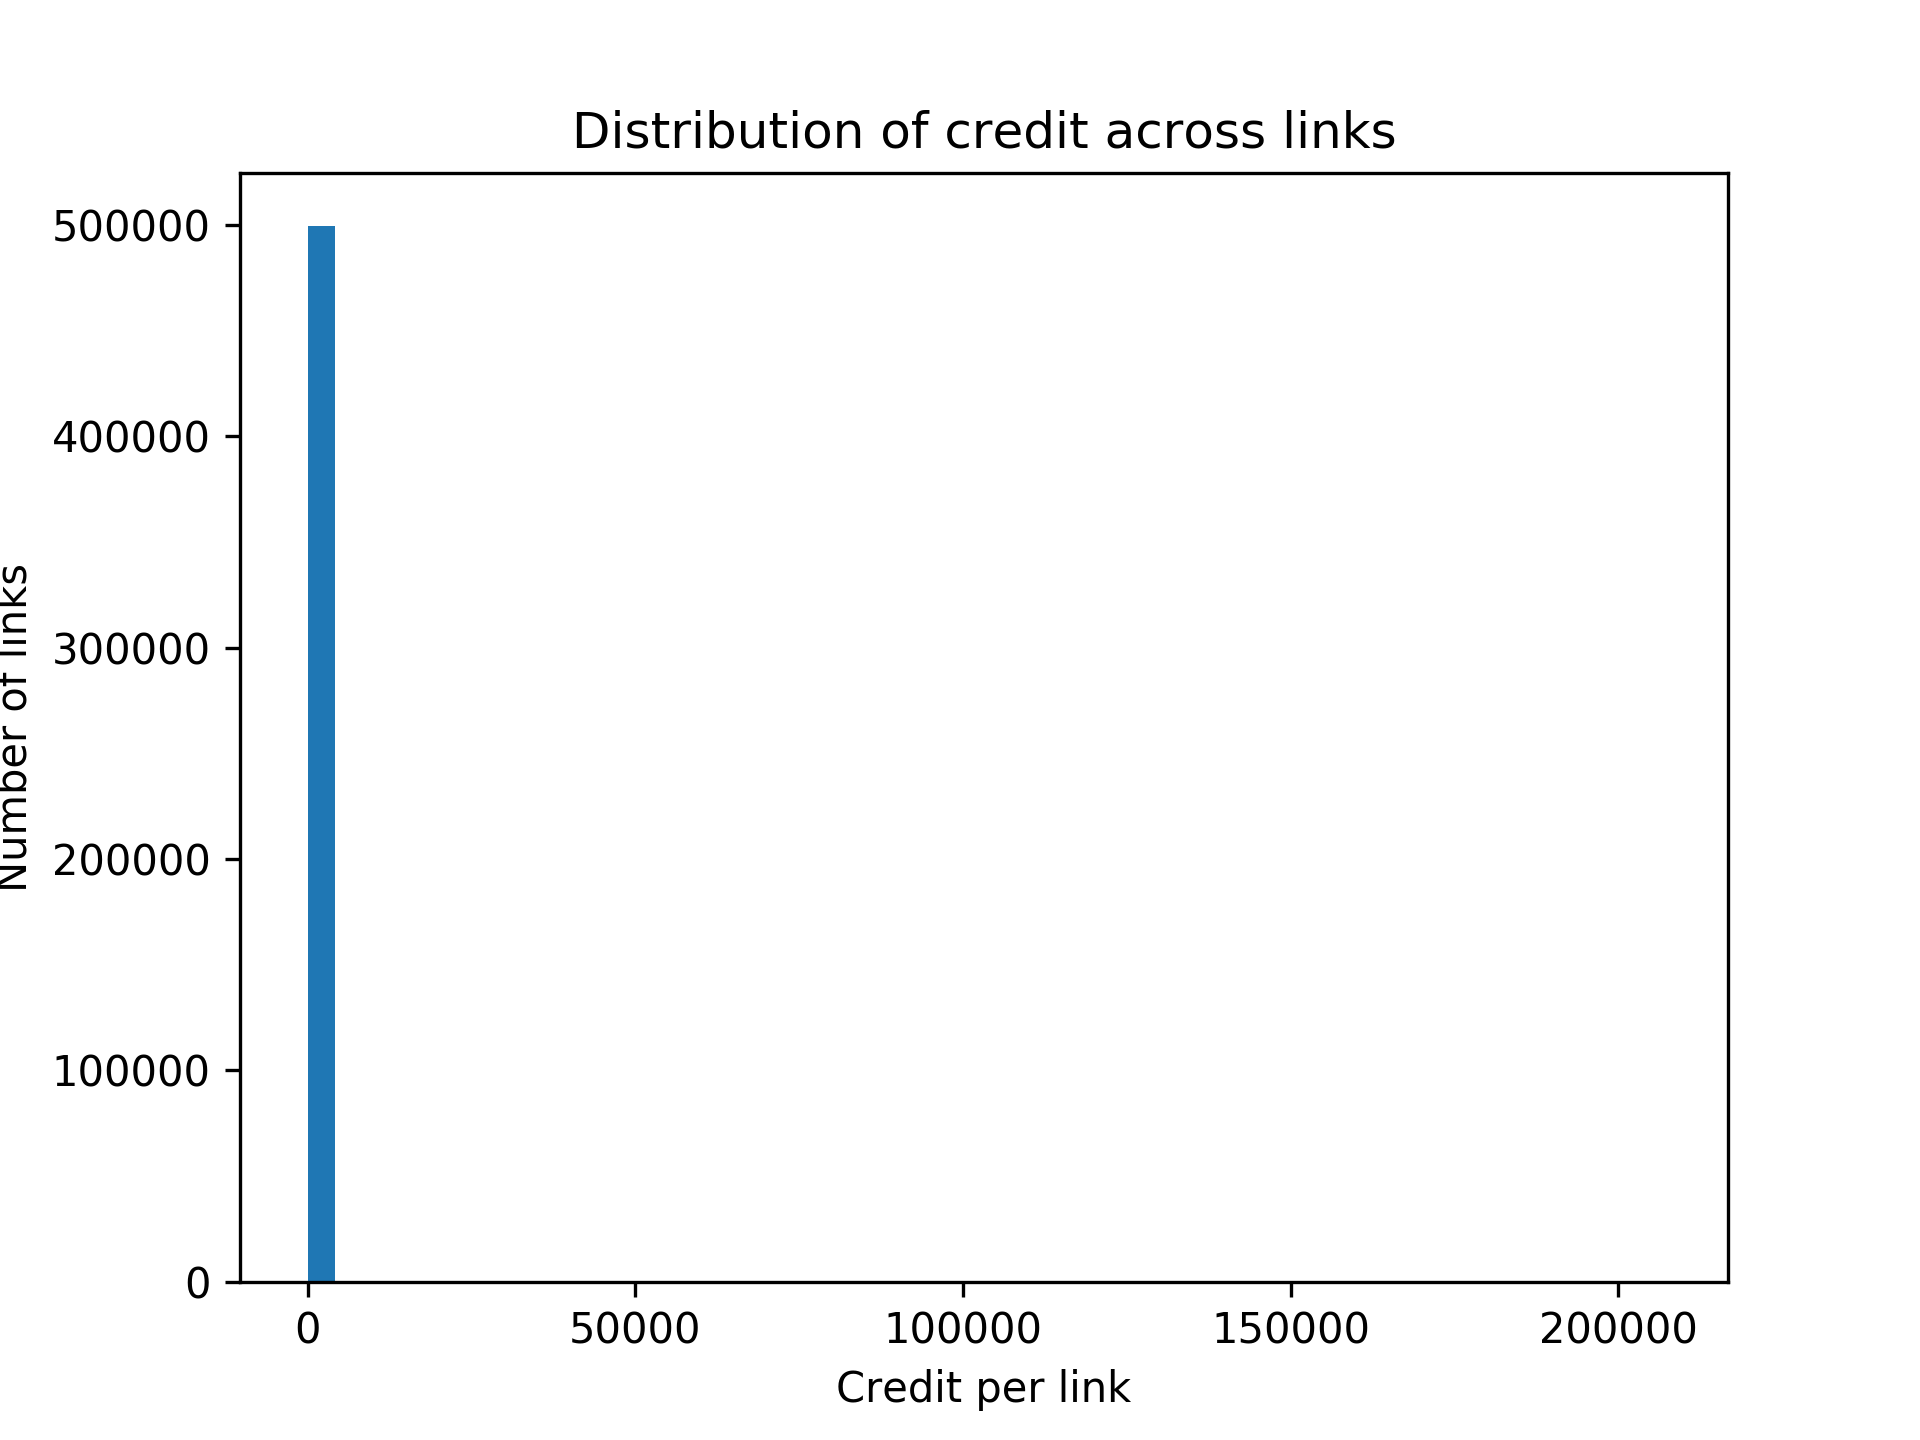 Distribution of credit across links
500000
400000
300000
200000
100000
0
Number of links
0 50000 100000 150000 200000
Credit per link